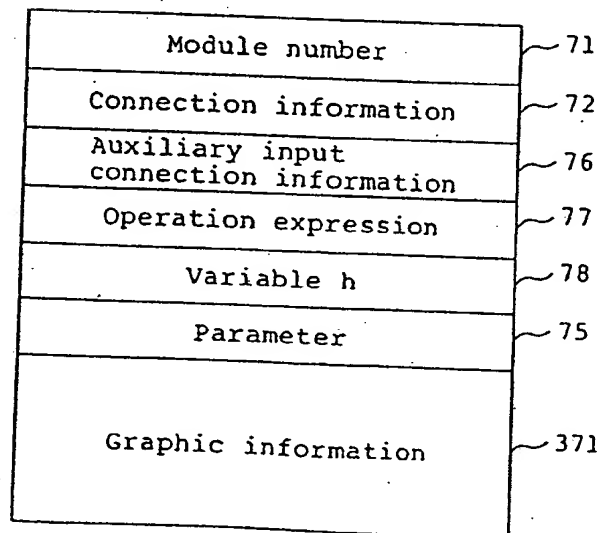 Module number 71
Connection information 72
Auxiliary input
connection information 76
Operation expression 77
Variable h 78
Parameter 75
Graphic information 371